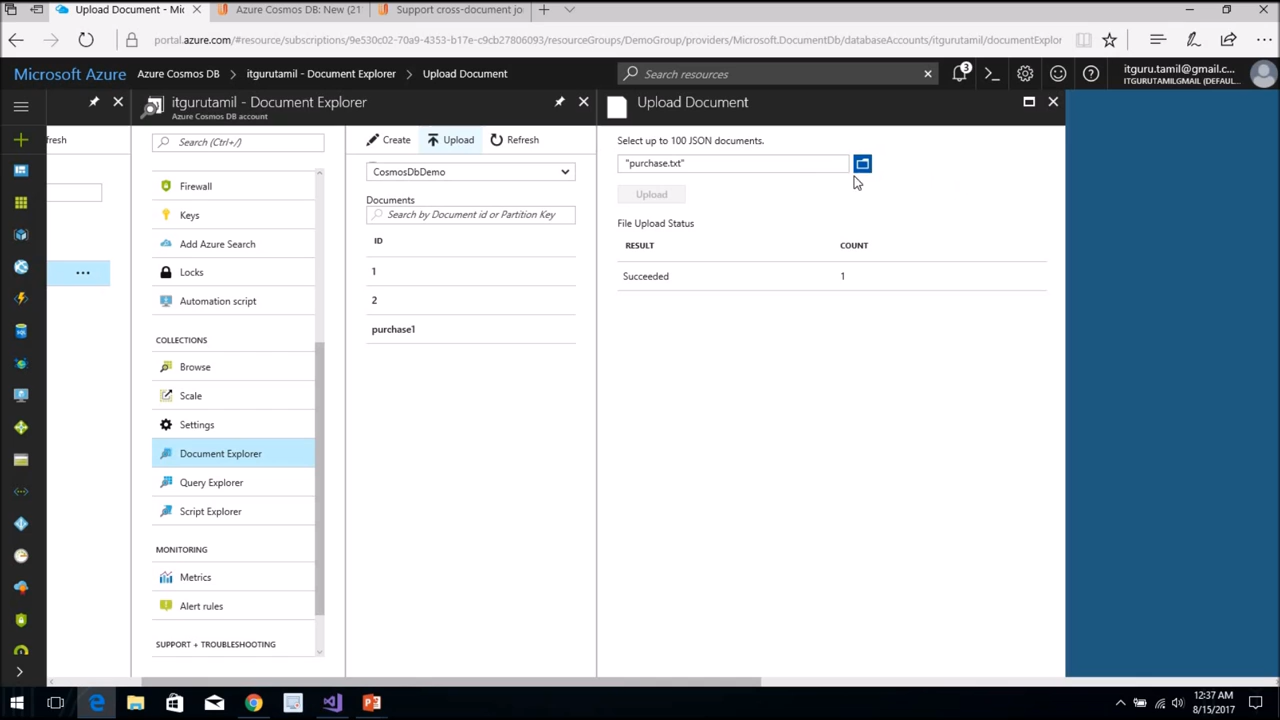 Upload Document - Mic
Azure Cosmos DB: New (21
Support cross-document jo
portal.azure.com/#resource/subscriptions/9e530c02-70a9-4353-b17e-c9cb27806093/resourceGroups/DemoGroup/providers/Microsoft.DocumentDb/databaseAccounts/itgurutamil/documentExplor
Microsoft Azure
Azure Cosmos DB > itgurutamil - Document Explorer > Upload Document
Search resources
3
itguru.tamil@gmail.c...
ITGURUTAMILGMAIL (DEFAUL...
fresh
itgurutamil - Document Explorer
Azure Cosmos DB account
Search (Ctrl+/)
Firewall
Keys
Add Azure Search
Locks
Automation script
COLLECTIONS
Browse
Scale
Settings
Document Explorer
Query Explorer
Script Explorer
MONITORING
Metrics
Alert rules
SUPPORT + TROUBLESHOOTING
Create Upload Refresh
CosmosDbDemo
Documents
Search by Document id or Partition Key
ID
1
2
purchase1
Upload Document
Select up to 100 JSON documents.
"purchase.txt"
Upload
File Upload Status
RESULT COUNT
Succeeded 1
12:37 AM
8/15/2017